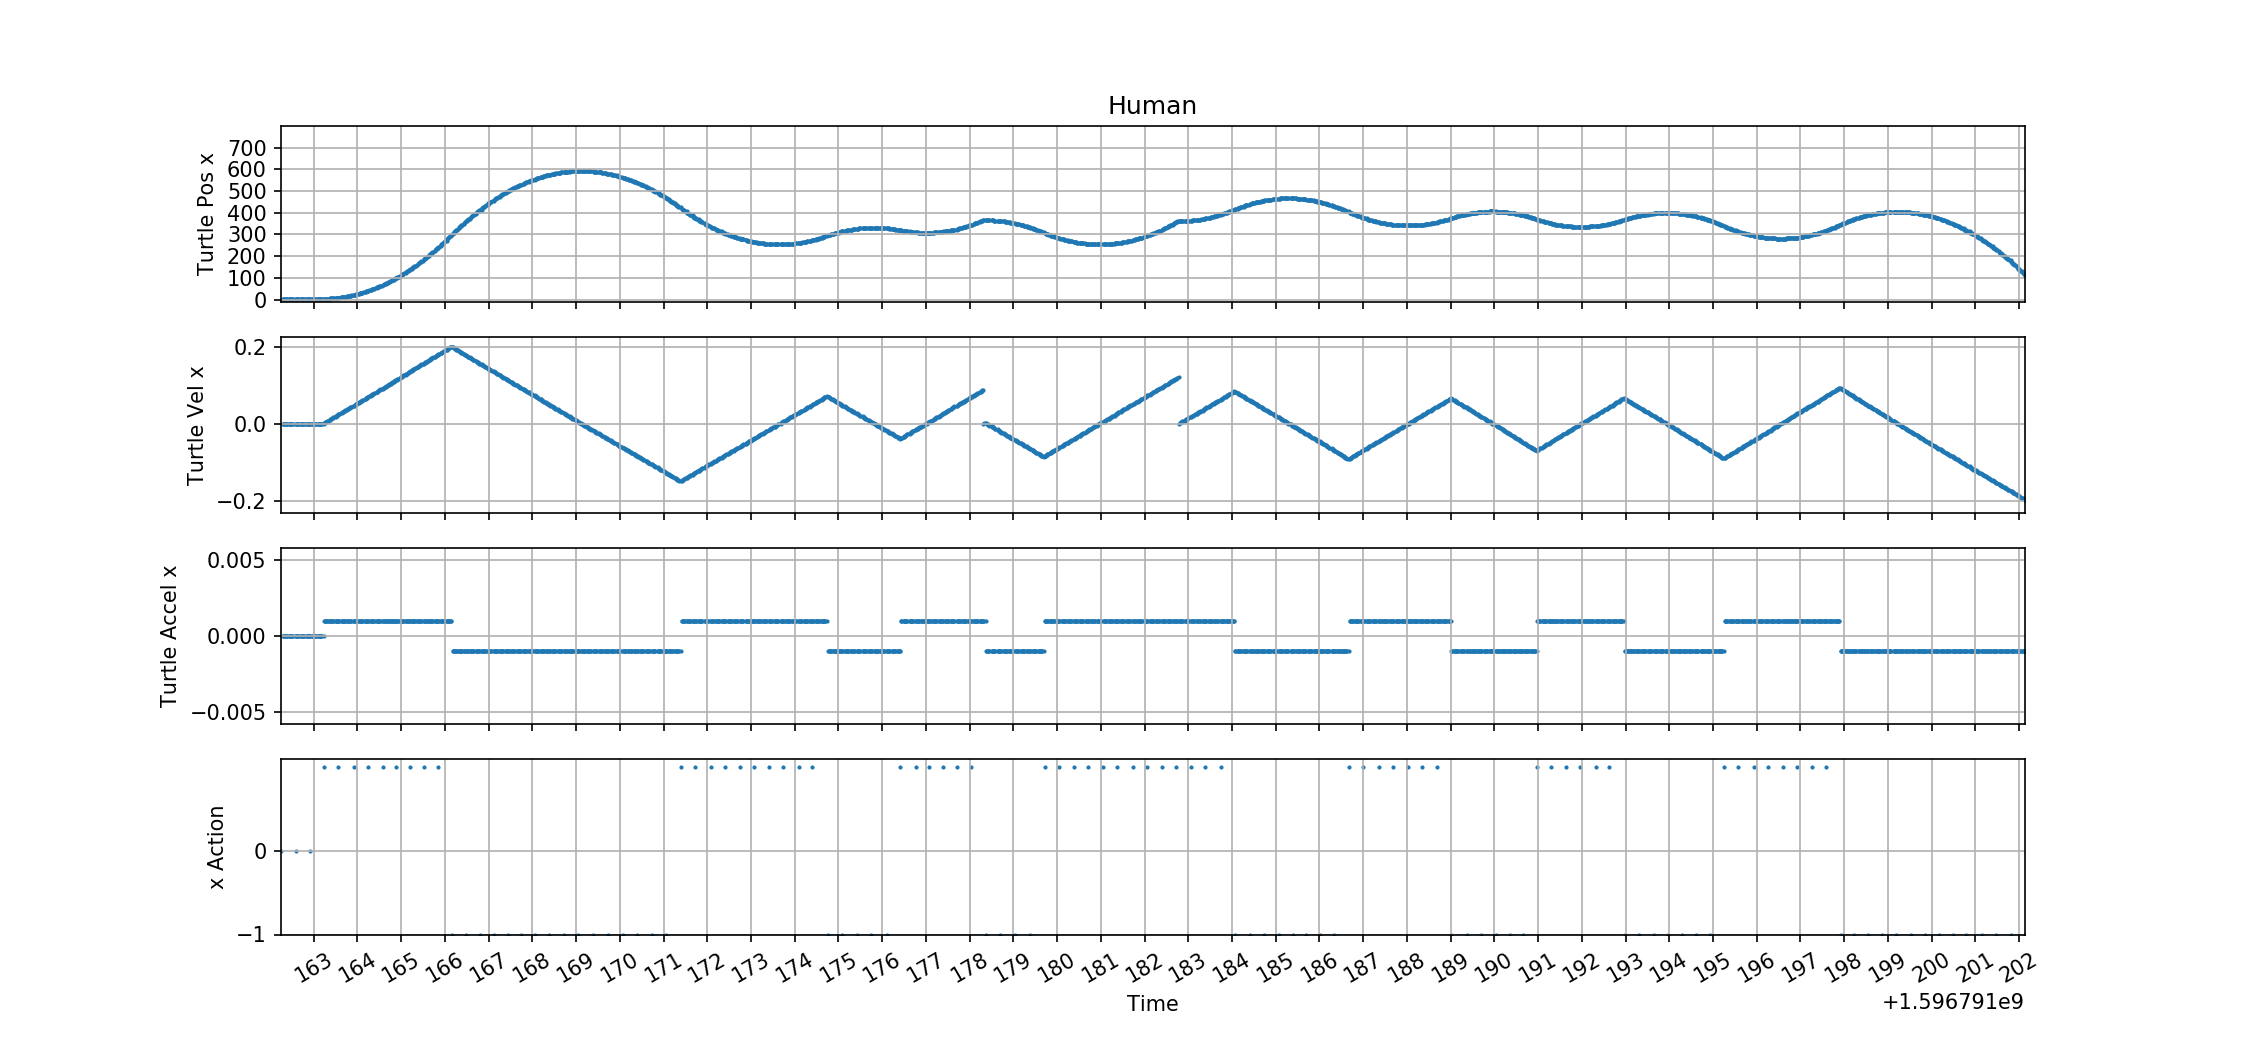 Human
Turtle Pos x
700
600
500
400
300
200
100
0
Turtle Vel x
0.2
0.0
−0.2
Turtle Accel x
0.005
0.000
−0.005
x Action
0
−1
163 164 165 166 167 168 169 170 171 172 173 174 175 176 177 178 179 180 181 182 183 184 185 186 187 188 189 190 191 192 193 194 195 196 197 198 199 200 201 202
Time
+1.596791e9